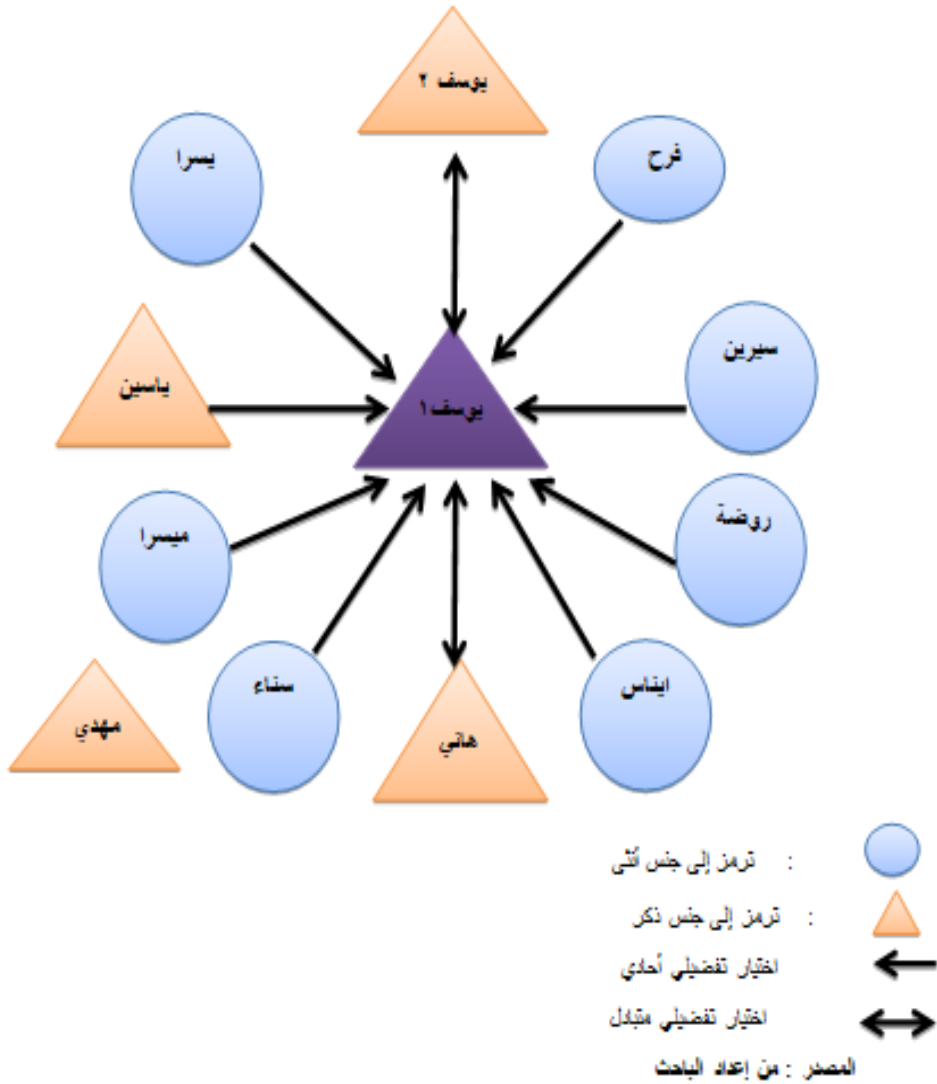 يوسف ٢
فرح
يسرا
سيرين
ياسين
يوسف١
روضة
ميسرا
ايناس
سناء
هاني
مهدي
: ترمز إلى جنس أنثى
: ترمز إلى جنس ذكر
اختيار تفضيلي أحادي
اختيار تفضيلي متبادل
المصدر : من إعداد الباحث